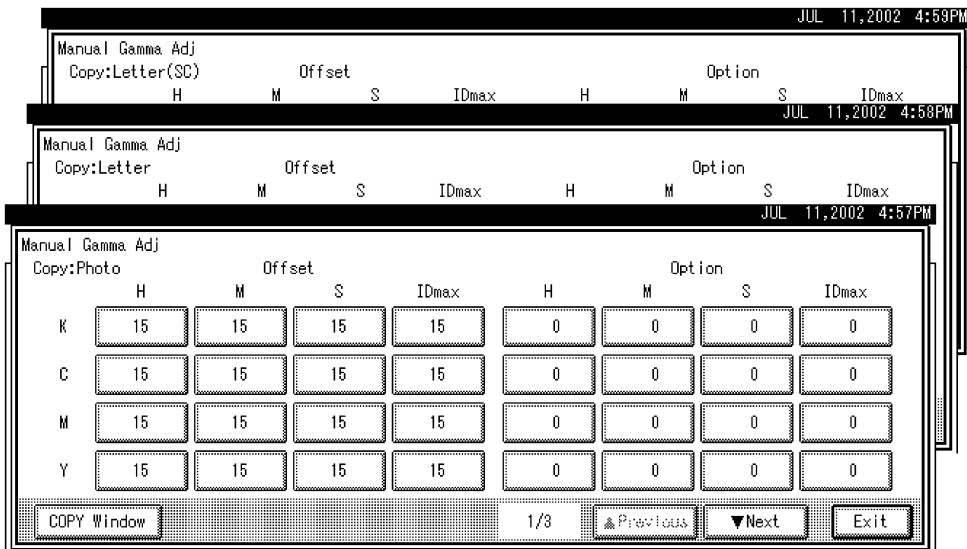 JUL 11,2002 4:59PM
Manual Gamma Adj
Copy:Letter(SC) Offset Option
H M S IDmax H M S IDmax
JUL 11,2002 4:58PM
Manual Gamma Adj
Copy:Letter Offset Option
H M S IDmax H M S IDmax
JUL 11,2002 4:57PM
Manual Gamma Adj
Copy:Photo Offset Option
H M S IDmax H M S IDmax
K 15 15 15 15 0 0 0 0
C 15 15 15 15 0 0 0 0
M 15 15 15 15 0 0 0 0
Y 15 15 15 15 0 0 0 0
COPY Window 1/3 ▲Previous ▼Next Exit